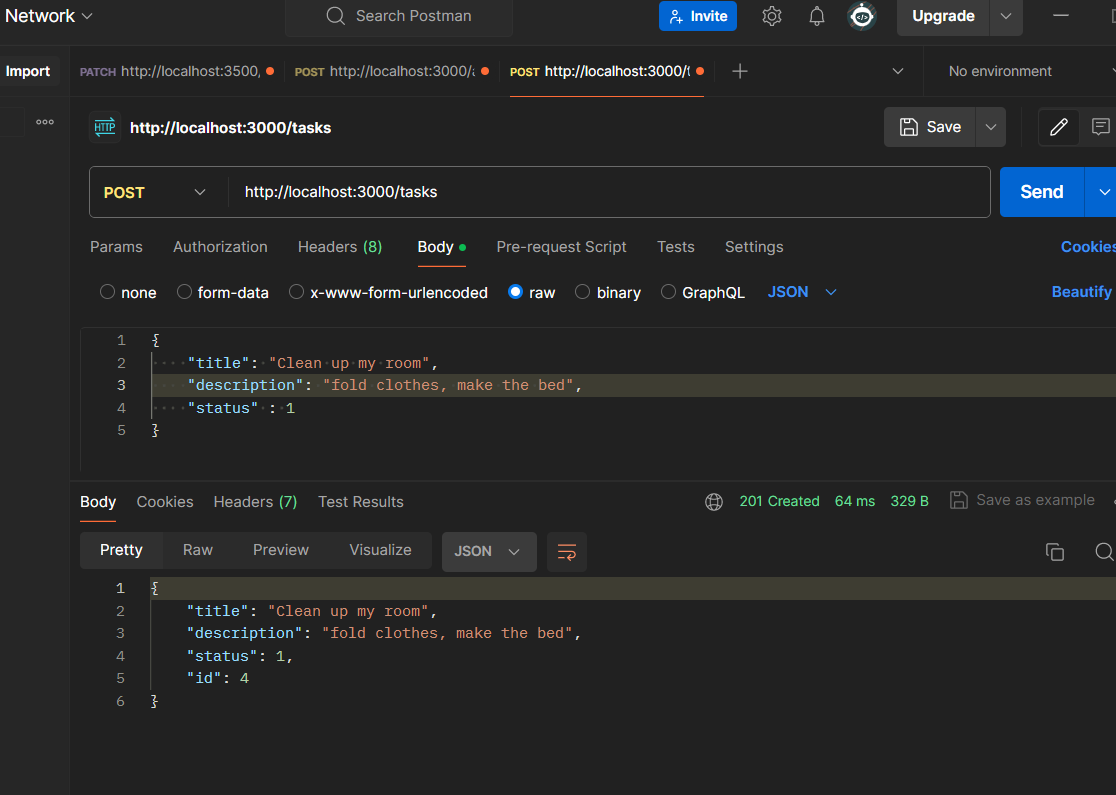 Network Search Postman Invite Upgrade
Import PATCH http://localhost:3500, POST http://localhost:3000/ POST http://localhost:3000/ No environment
HTTP http://localhost:3000/tasks Save
POST http://localhost:3000/tasks Send
Params Authorization Headers (8) Body Pre-request Script Tests Settings Cookies
none form-data x-www-form-urlencoded raw binary GraphQL JSON Beautify
1 {
2 "title": "Clean up my room",
3 "description": "fold clothes, make the bed",
4 "status" : 1
5 }
Body Cookies Headers (7) Test Results 201 Created 64 ms 329 B Save as example
Pretty Raw Preview Visualize JSON
1 {
2 "title": "Clean up my room",
3 "description": "fold clothes, make the bed",
4 "status": 1,
5 "id": 4
6 }